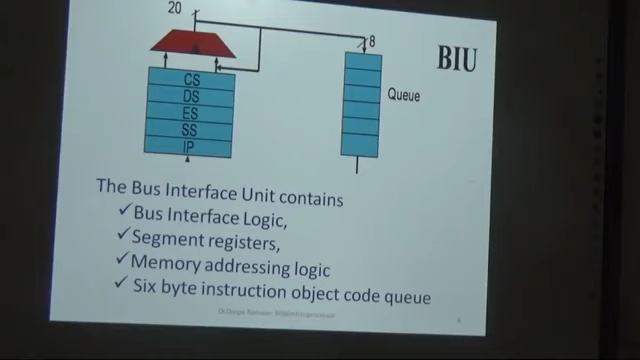 20
8
BIU
CS
DS
ES
SS
IP
Queue
The Bus Interface Unit contains
✓Bus Interface Logic,
✓Segment registers,
✓Memory addressing logic
✓ Six byte instruction object code queue